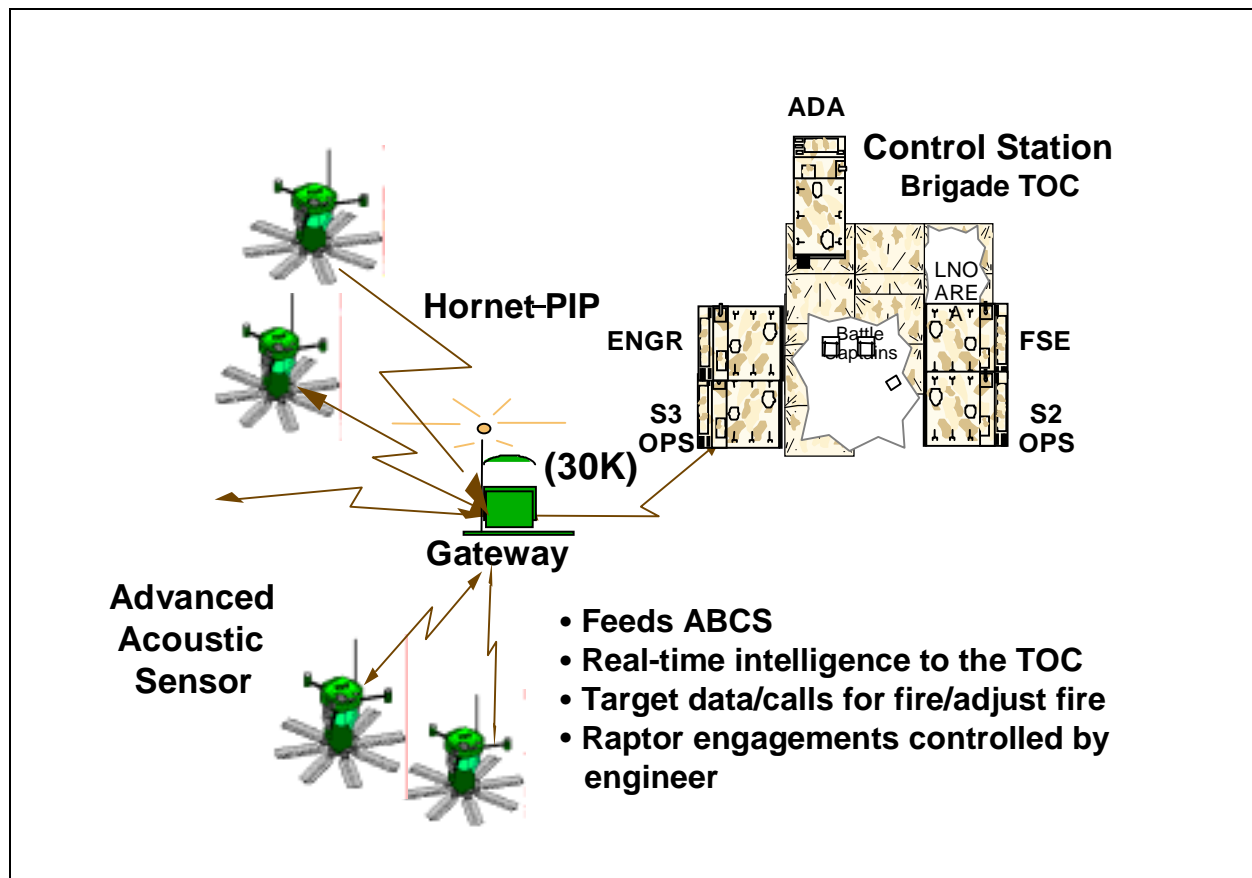 ADA
Control Station
Brigade TOC
LNO
ARE
A
Hornet-PIP
ENGR
Battle
Captains
FSE
S3
OPS
S2
OPS
(30K)
Gateway
Advanced
Acoustic
Sensor
• Feeds ABCS
• Real-time intelligence to the TOC
• Target data/calls for fire/adjust fire
• Raptor engagements controlled by
engineer